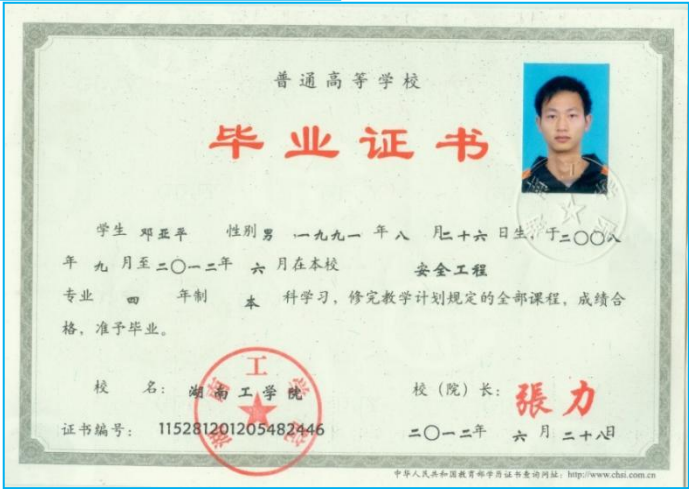 普通高等学校
毕业证书
学生 邓亚平 性别 男 ,一九九一 年 八 月二十六 日生,于二〇〇八
年 九 月至二〇一二年 六 月在本校 安全工程
专业 四 年制 本 科学习,修完教学计划规定的全部课程,成绩合
格,准予毕业。
校 名: 湖南工学院 校(院)长: 張力
湖南工学院
证书编号: 115281201205482446 二〇一二年 六 月 二十八日
中华人民共和国教育部学历证书查询网址: http://www.chsi.com.cn